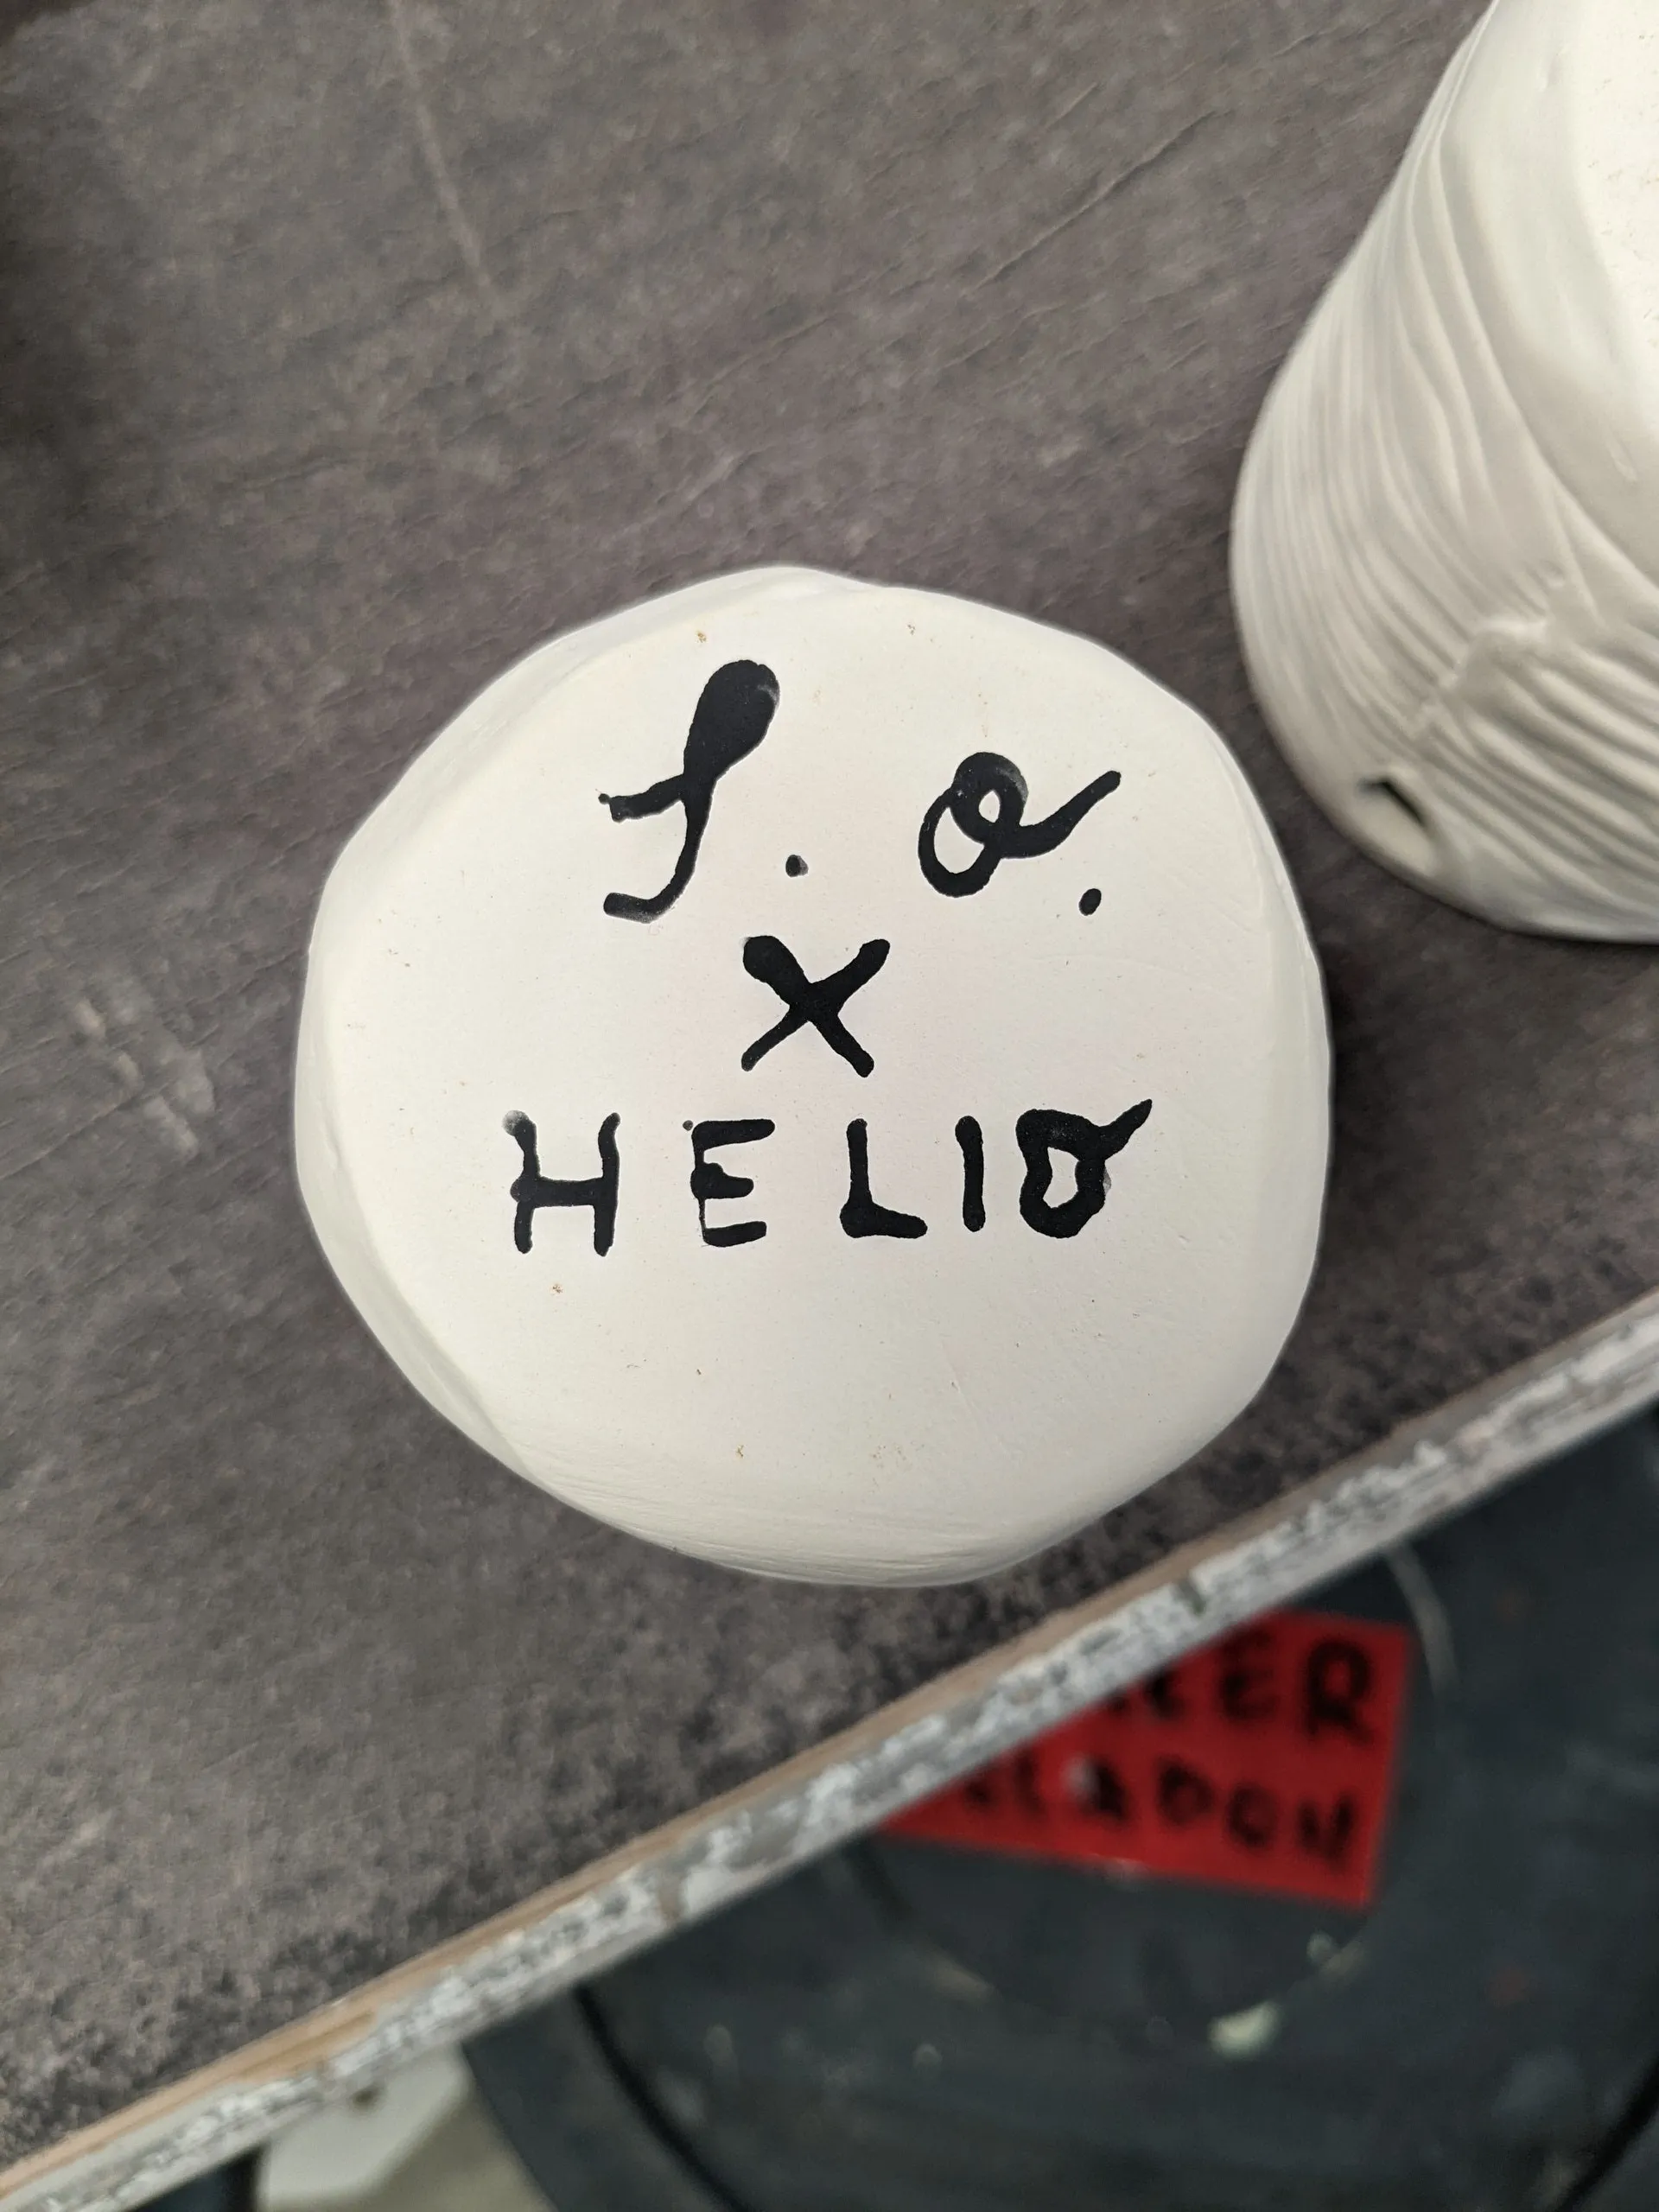 S. O.
X
HELIO